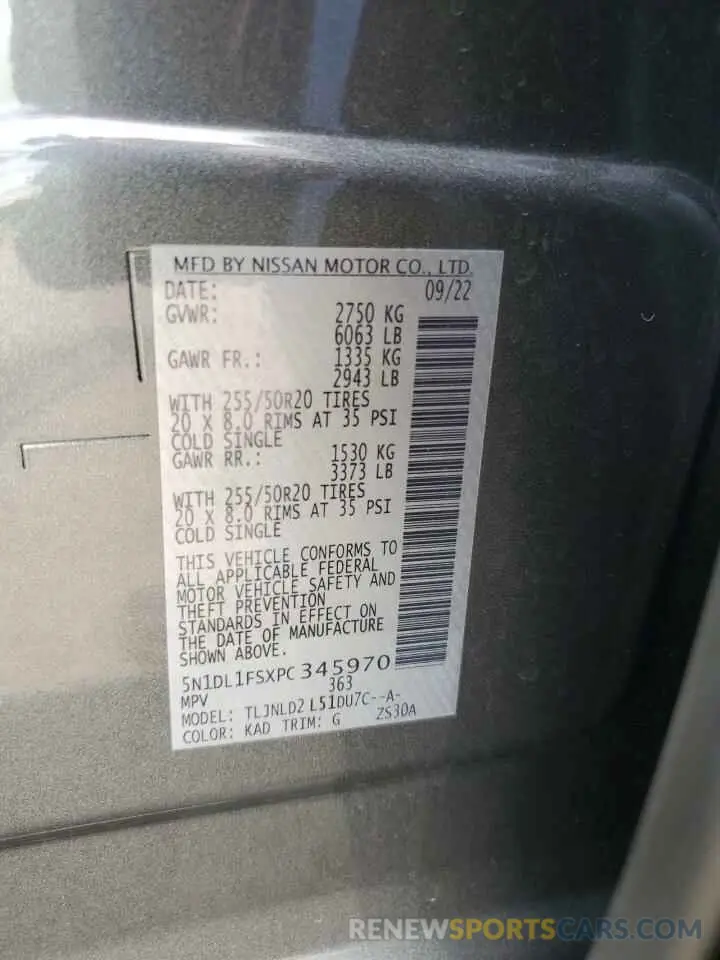 MFD BY NISSAN MOTOR CO., LTD.
DATE: 09/22
GVWR: 2750 KG
6063 LB
GAWR FR.: 1335 KG
2943 LB
WITH 255/50R20 TIRES
20 X 8.0 RIMS AT 35 PSI
COLD SINGLE
GAWR RR.: 1530 KG
3373 LB
WITH 255/50R20 TIRES
20 X 8.0 RIMS AT 35 PSI
COLD SINGLE
THIS VEHICLE CONFORMS TO
ALL APPLICABLE FEDERAL
MOTOR VEHICLE SAFETY AND
THEFT PREVENTION
STANDARDS IN EFFECT ON
THE DATE OF MANUFACTURE
SHOWN ABOVE.
5N1DL1FSXPC345970
MPV 363
MODEL: TLJNLD2 L51DU7C--A-
COLOR: KAD TRIM: G ZS30A
RENEWSPORTSCARS.COM